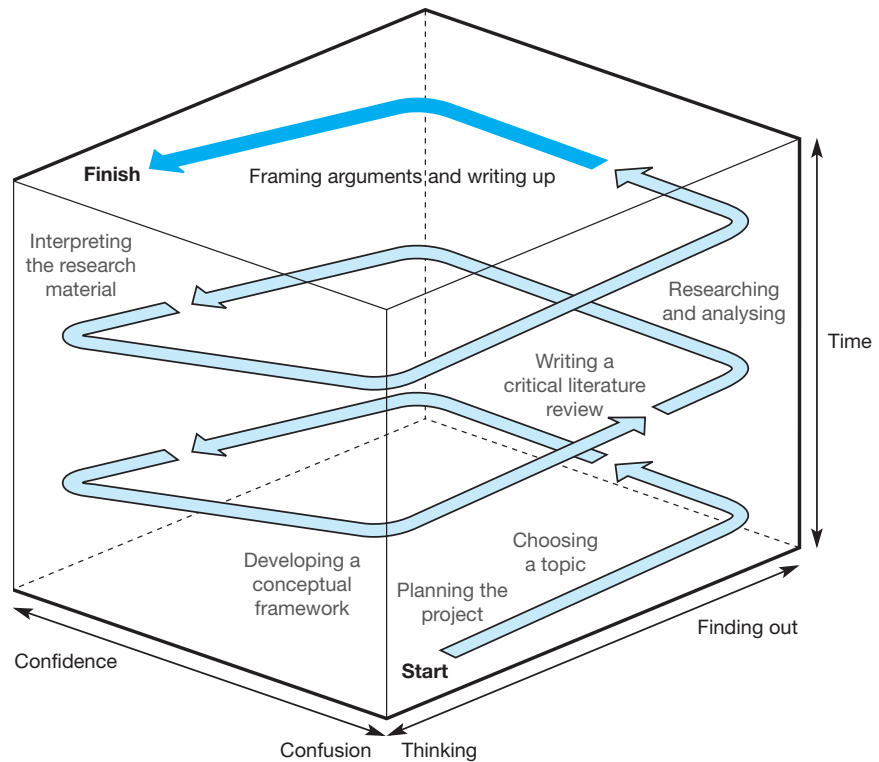 Finish
Framing arguments and writing up
Interpreting
the research
material
Researching
and analysing
Time
Writing a
critical literature
review
Choosing
a topic
Developing a
conceptual
framework
Planning the
project
Finding out
Confidence
Start
Confusion
Thinking